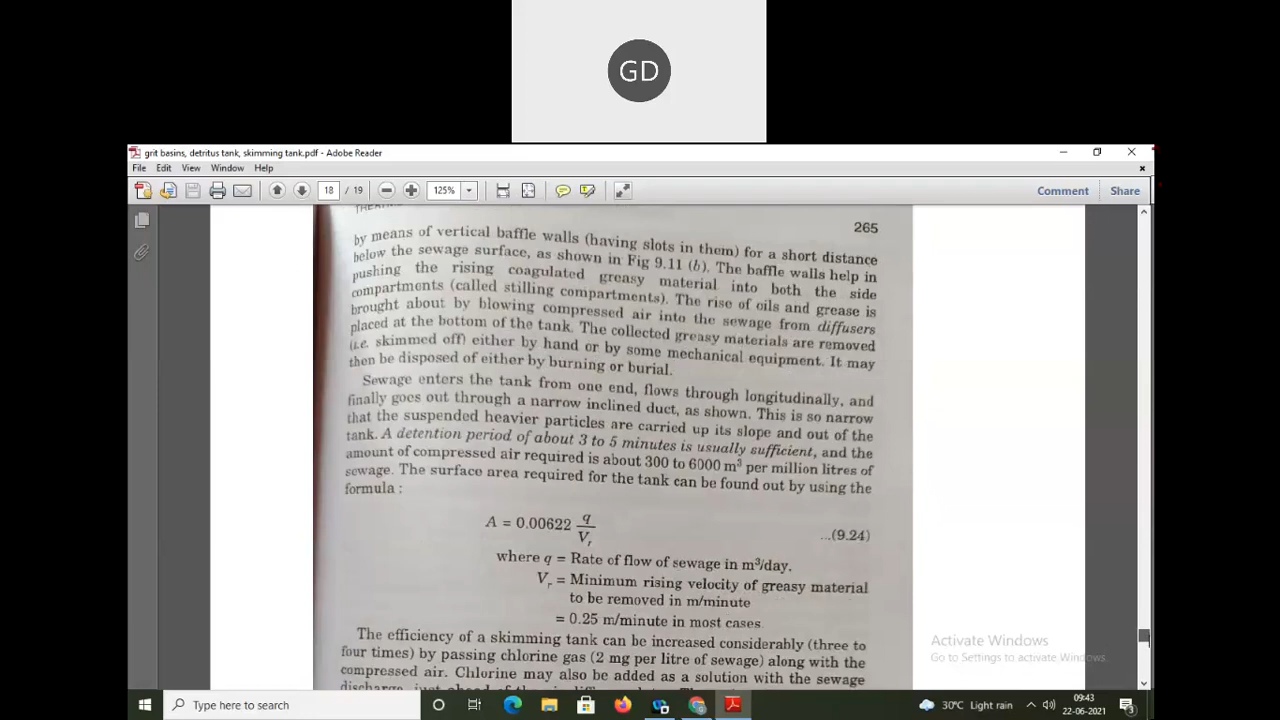 GD
grit basins, detritus tank, skimming tank.pdf - Adobe Reader
File Edit View Window Help
18 / 19 125% Comment Share
265
by means of vertical baffle walls (having slots in them) for a short distance
below the sewage surface, as shown in Fig 9.11 (b). The baffle walls help in
pushing the rising coagulated greasy material into both the side
compartments (called stilling compartments). The rise of oils and grease is
brought about by blowing compressed air into the sewage from diffusers
placed at the bottom of the tank. The collected greasy materials are removed
(i.e. skimmed off) either by hand or by some mechanical equipment. It may
then be disposed of either by burning or burial.
Sewage enters the tank from one end, flows through longitudinally, and
finally goes out through a narrow inclined duct, as shown. This is so narrow
that the suspended heavier particles are carried up its slope and out of the
tank. A detention period of about 3 to 5 minutes is usually sufficient, and the
amount of compressed air required is about 300 to 6000 m³ per million litres of
sewage. The surface area required for the tank can be found out by using the
formula :
A = 0.00622 q/Vr ...(9.24)
where q = Rate of flow of sewage in m³/day.
Vr = Minimum rising velocity of greasy material
to be removed in m/minute
= 0.25 m/minute in most cases.
The efficiency of a skimming tank can be increased considerably (three to
four times) by passing chlorine gas (2 mg per litre of sewage) along with the
compressed air. Chlorine may also be added as a solution with the sewage
Activate Windows
Go to Settings to activate Windows.
Type here to search
30°C Light rain
09:43
22-06-2021
3